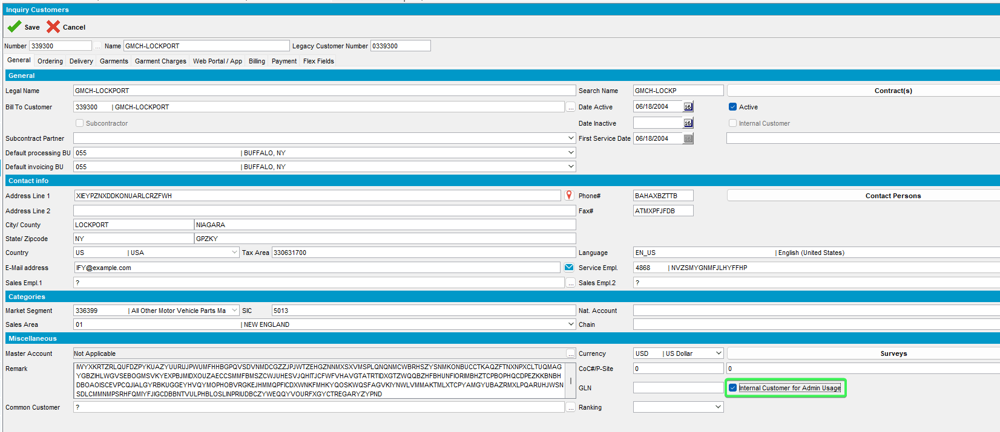 Inquiry Customers
Save Cancel
Number 339300 ... Name GMCH-LOCKPORT Legacy Customer Number 0339300
General Ordering Delivery Garments Garment Charges Web Portal / App Billing Payment Flex Fields
General
Legal Name GMCH-LOCKPORT Search Name GMCH-LOCKP Contract(s)
Bill To Customer 339300 | GMCH-LOCKPORT ... Date Active 06/18/2004 16 Active
Subcontractor Date Inactive 16 Internal Customer
Subcontract Partner First Service Date 06/18/2004 16
Default processing BU 055 | BUFFALO, NY
Default invoicing BU 055 | BUFFALO, NY
Contact info
Address Line 1 XIEYPZNXDDKONUARLCRZFWH Phone# BAHAXBZTTB Contact Persons
Address Line 2 Fax# ATMXPFJFDB
City/ County LOCKPORT NIAGARA
State/ Zipcode NY GPZKY
Country US | USA Tax Area 330631700 Language EN_US | English (United States)
E-Mail address IFY@example.com Service Empl. 4868 | NVZSMYGNMFJLHYFFHP
Sales Empl.1 ? ... Sales Empl.2 ?
Categories
Market Segment 336399 | All Other Motor Vehicle Parts Ma SIC 5013 Nat. Account
Sales Area 01 | NEW ENGLAND Chain
Miscellaneous
Master Account Not Applicable ... Currency USD | US Dollar Surveys
Remark IWYXKRTZRLQUFDZPYKUAZYUURIJJPWUMFHHBGPQVSDVNMDCGZZJPJWTZEHGZNNMXSXVMSPLQNQNMCWBRHSZYSNMKONBUCCTKAQZFTNXNPXCLTUQMAG CoC#/P-Site 0 0
YGBZIHLWGVSEBOGMSVKYEXPBJMIDXOUZAECCSMMFBMSZCWJUHESVJQHITJCFWFVHAVGTATRTIDXGTZWQQBZHFBHUNFIORIMBHZTCPBOPHQCDPEZKKBNBH
DBOAOISCEVPCQJIALGYRBKUGGEYHVQYMOPHOBVRGKEJHMMQPFICDXWNKFMHKYQOSKWQSFAGVKIYNWLVMMAKTMLXTCPYAMGYUBAZRMXLPQARUHJWSN
SDLCMMNMPSRHFQMIYFJIGCDBBNTVULPHBLOSLINPRIUDBCZYWEQQYVOURFXGYCTREGARYZYPND GLN Internal Customer for Admin Usage
Common Customer ? ... Ranking